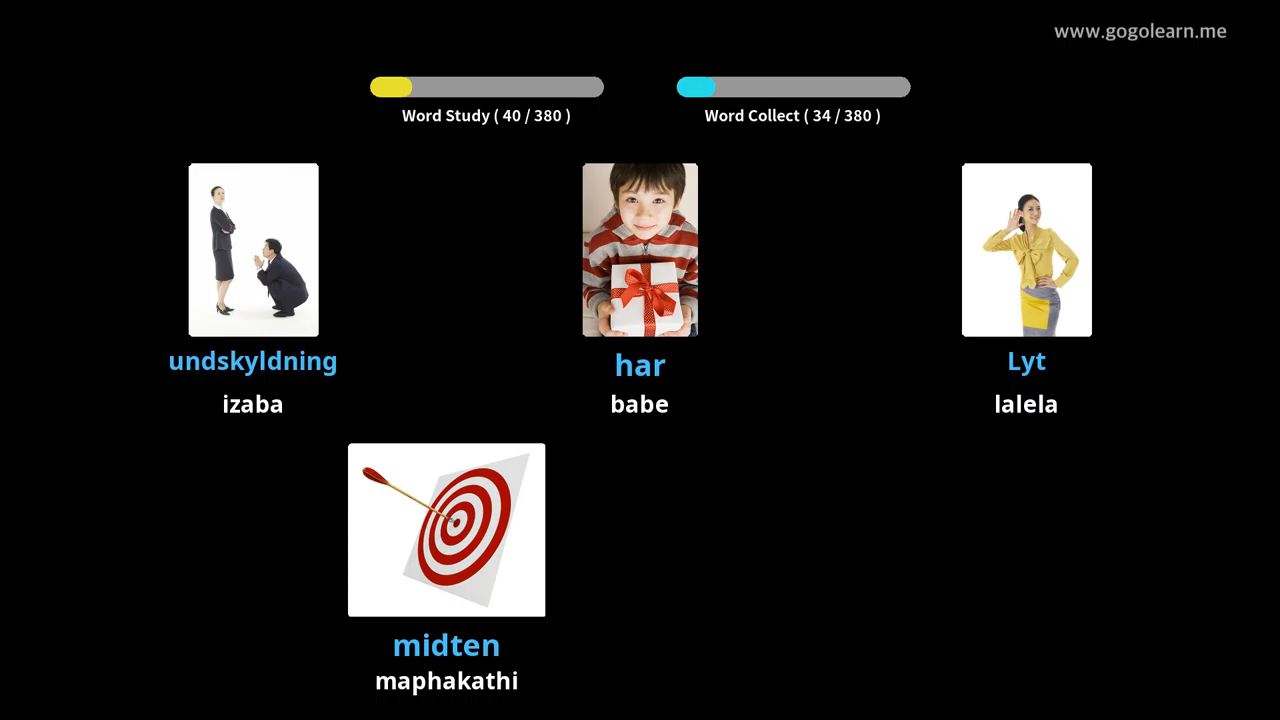 www.gogolearn.me
Word Study ( 40 / 380 )
Word Collect ( 34 / 380 )
undskyldning
izaba
har
babe
Lyt
lalela
midten
maphakathi